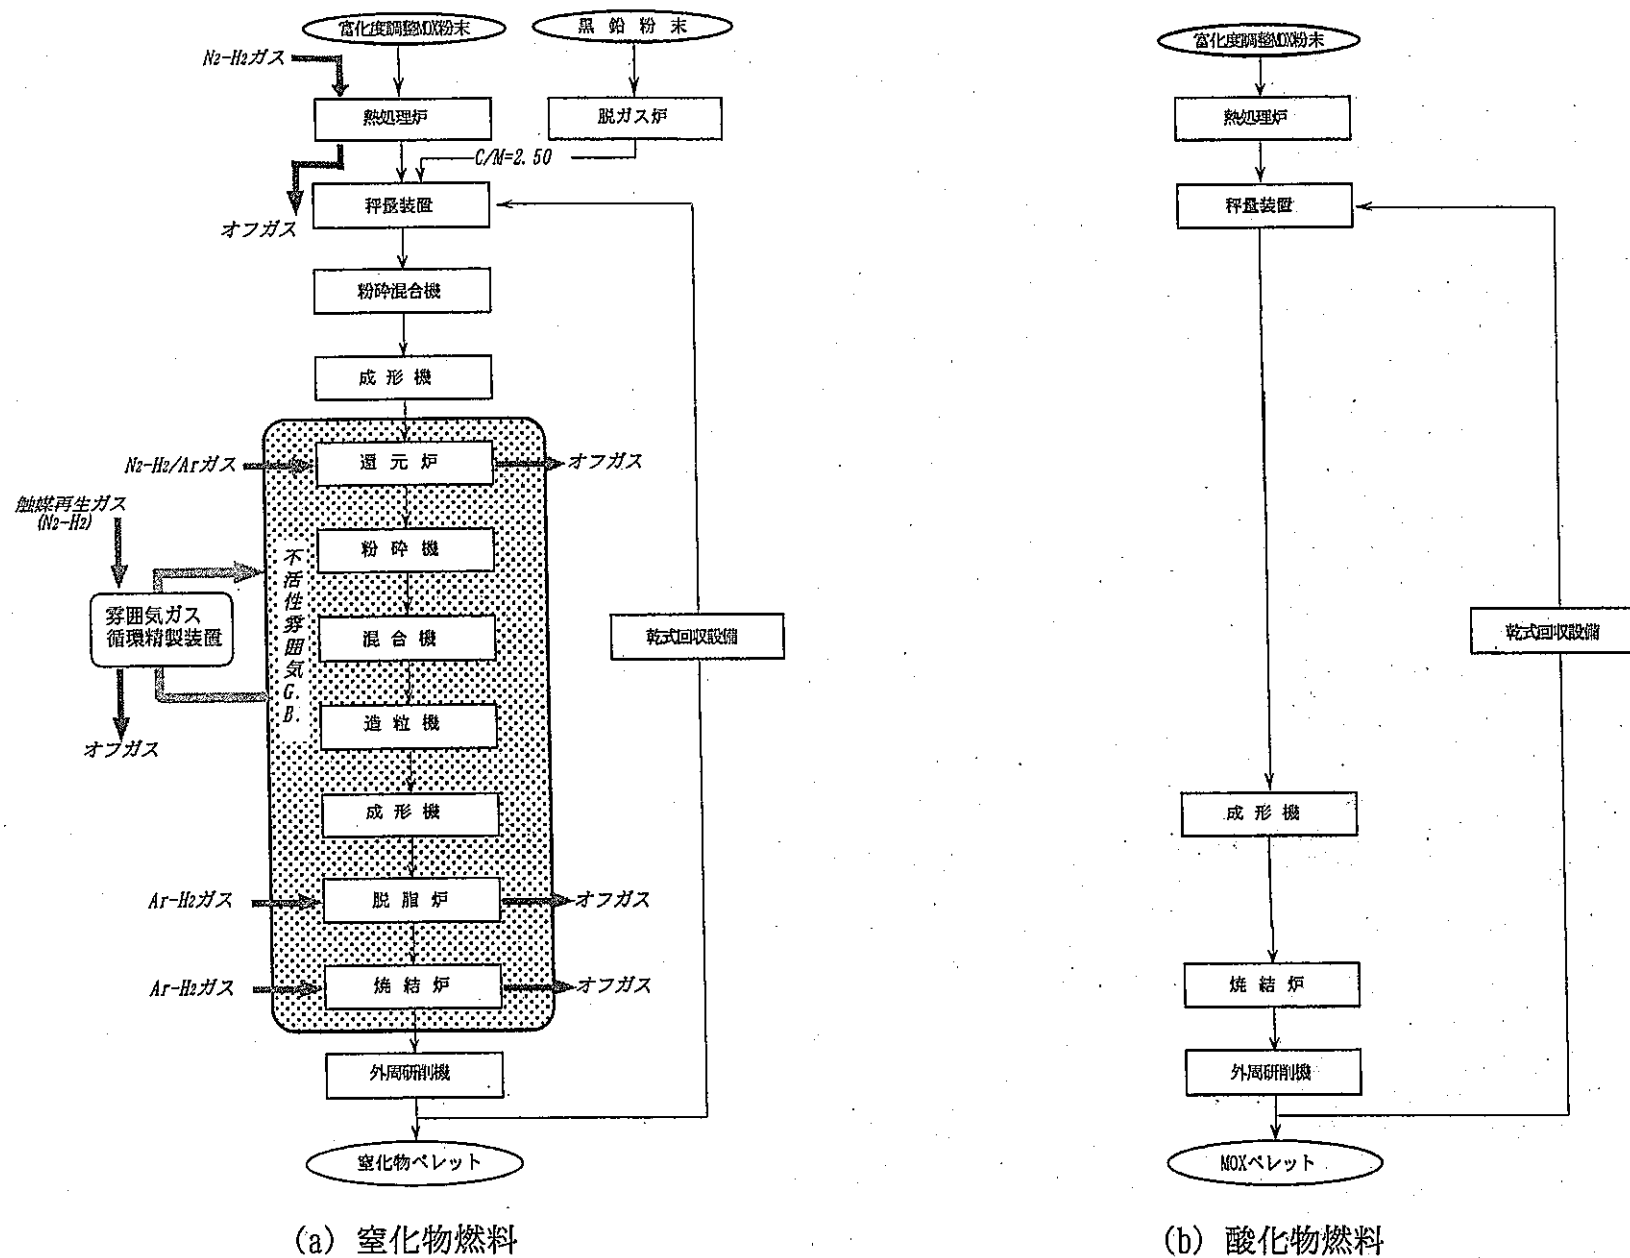 富化度調整MOX粉末
黒鉛粉末
N2-H2ガス
熱処理炉
脱ガス炉
C/M=2.50
秤量装置
オフガス
粉砕混合機
成形機
N2-H2/Arガス
還元炉
オフガス
触媒再生ガス
(N2-H2)
粉砕機
不活性雰囲気G.B.
雰囲気ガス
循環精製装置
混合機
乾式回収設備
造粒機
オフガス
成形機
Ar-H2ガス
脱脂炉
オフガス
Ar-H2ガス
焼結炉
オフガス
外周研削機
窒化物ペレット
(a) 窒化物燃料
富化度調整MOX粉末
熱処理炉
秤量装置
乾式回収設備
成形機
焼結炉
外周研削機
MOXペレット
(b) 酸化物燃料